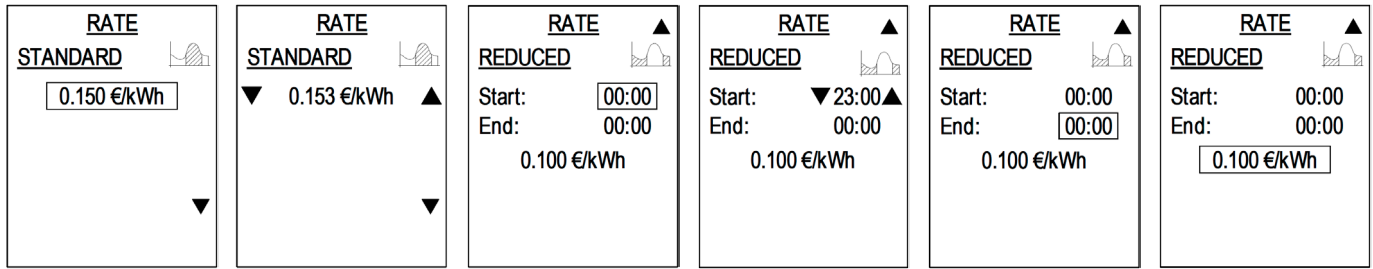 RATE
STANDARD
0.150 €/kWh
RATE
STANDARD
▼ 0.153 €/kWh ▲
▼
RATE
REDUCED
Start: 00:00
End: 00:00
0.100 €/kWh
RATE
REDUCED
Start: ▼23:00▲
End: 00:00
0.100 €/kWh
RATE
REDUCED
Start: 00:00
End: 00:00
0.100 €/kWh
RATE
REDUCED
Start: 00:00
End: 00:00
0.100 €/kWh